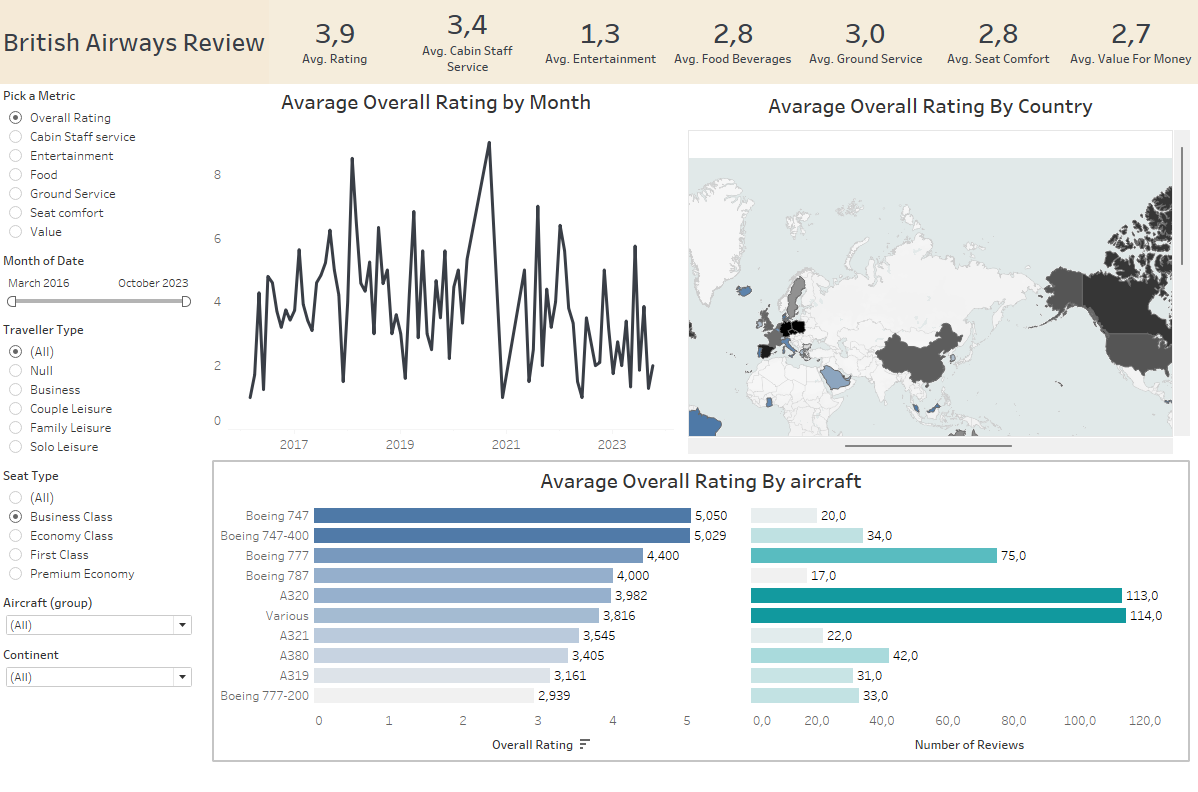 British Airways Review
3,9
Avg. Rating
3,4
Avg. Cabin Staff
Service
1,3
Avg. Entertainment
2,8
Avg. Food Beverages
3,0
Avg. Ground Service
2,8
Avg. Seat Comfort
2,7
Avg. Value For Money
Pick a Metric
Overall Rating
Cabin Staff service
Entertainment
Food
Ground Service
Seat comfort
Value
Month of Date
March 2016 October 2023
Traveller Type
(All)
Null
Business
Couple Leisure
Family Leisure
Solo Leisure
Seat Type
(All)
Business Class
Economy Class
First Class
Premium Economy
Aircraft (group)
(All)
Continent
(All)
Avarage Overall Rating by Month
8
6
4
2
0
2017 2019 2021 2023
Avarage Overall Rating By Country
Avarage Overall Rating By aircraft
Boeing 747 5,050 20,0
Boeing 747-400 5,029 34,0
Boeing 777 4,400 75,0
Boeing 787 4,000 17,0
A320 3,982 113,0
Various 3,816 114,0
A321 3,545 22,0
A380 3,405 42,0
A319 3,161 31,0
Boeing 777-200 2,939 33,0
0 1 2 3 4 5 0,0 20,0 40,0 60,0 80,0 100,0 120,0
Overall Rating Number of Reviews